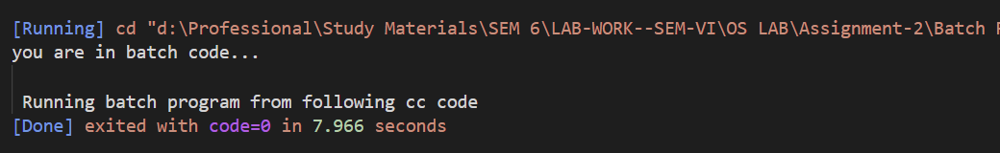 [Running] cd "d:\Professional\Study Materials\SEM 6\LAB-WORK--SEM-VI\OS LAB\Assignment-2\Batch
you are in batch code...
Running batch program from following cc code
[Done] exited with code=0 in 7.966 seconds